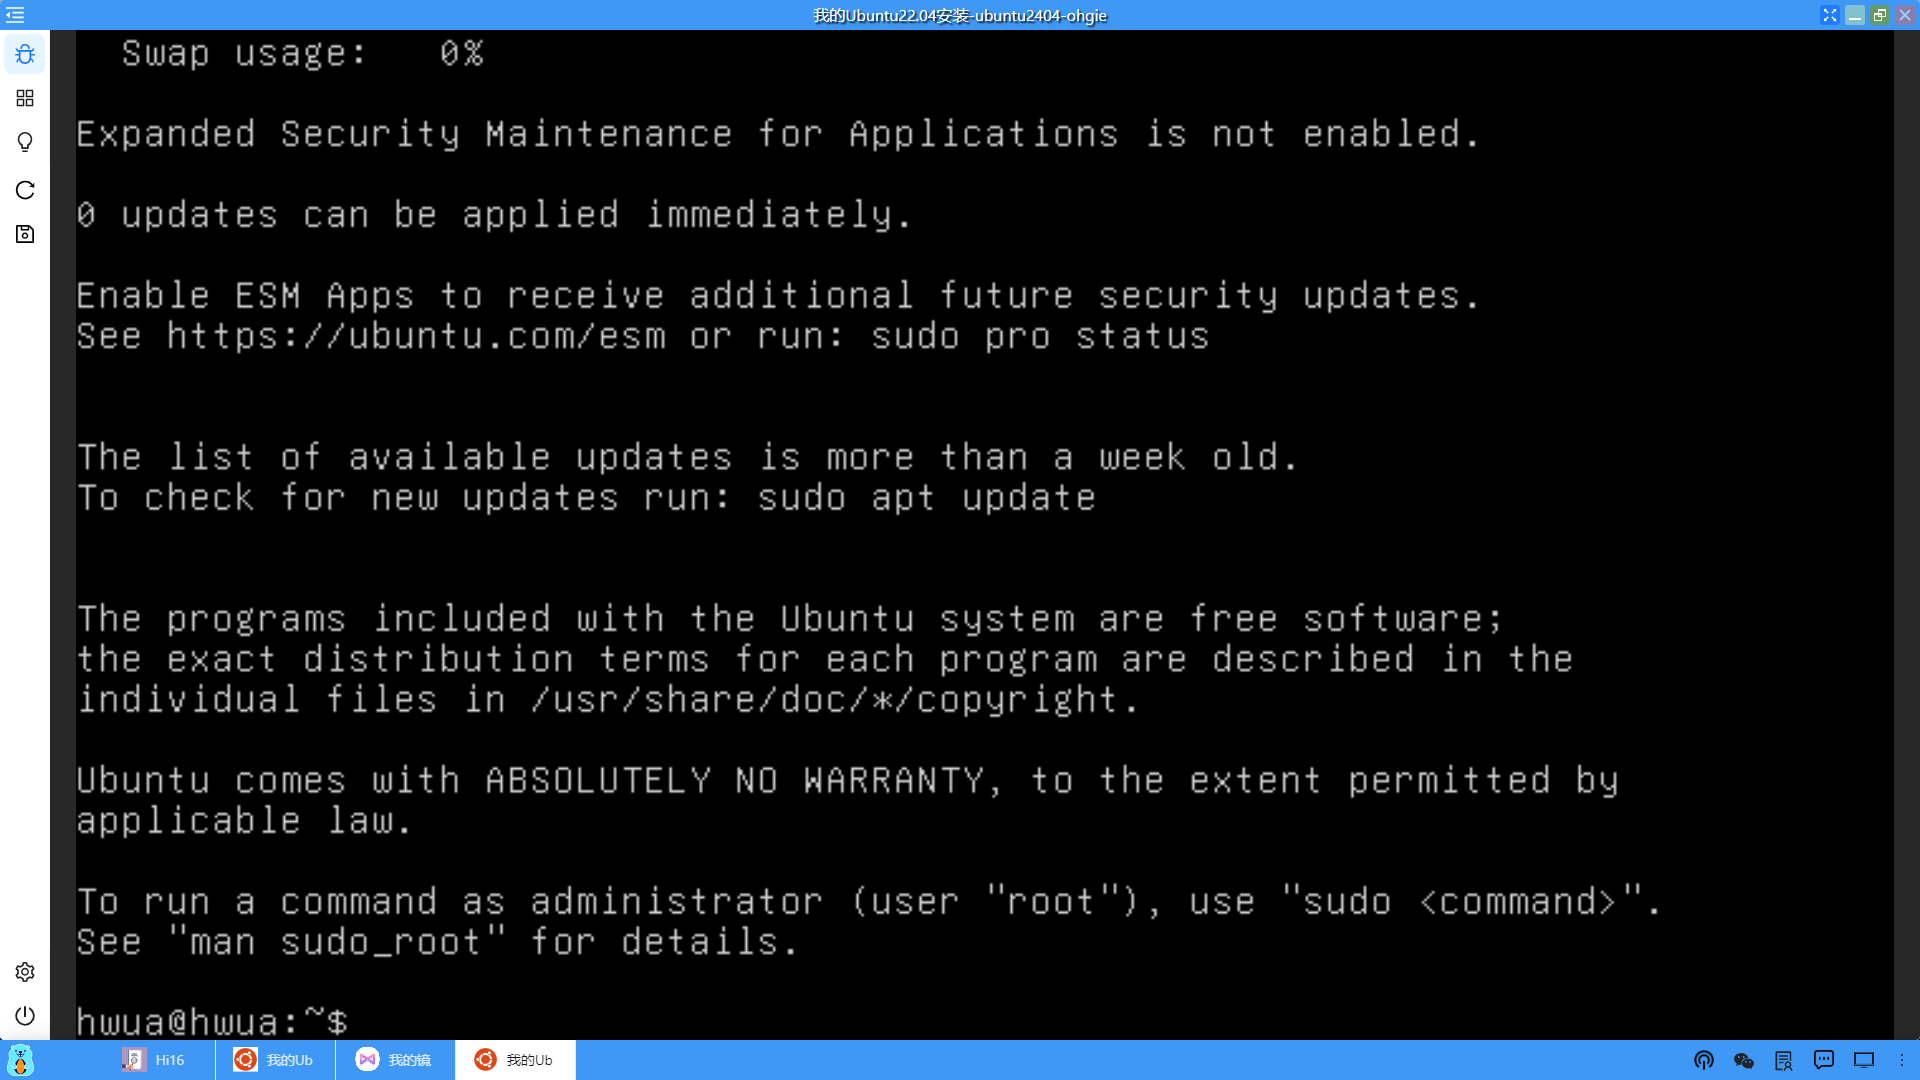 我的Ubuntu22.04安装-ubuntu2404-ohgie
Swap usage:   0%
Expanded Security Maintenance for Applications is not enabled.
0 updates can be applied immediately.
Enable ESM Apps to receive additional future security updates.
See https://ubuntu.com/esm or run: sudo pro status
The list of available updates is more than a week old.
To check for new updates run: sudo apt update
The programs included with the Ubuntu system are free software;
the exact distribution terms for each program are described in the
individual files in /usr/share/doc/*/copyright.
Ubuntu comes with ABSOLUTELY NO WARRANTY, to the extent permitted by
applicable law.
To run a command as administrator (user "root"), use "sudo <command>".
See "man sudo_root" for details.
hwua@hwua:~$
Hi16
我的Ub
我的镜
我的Ub